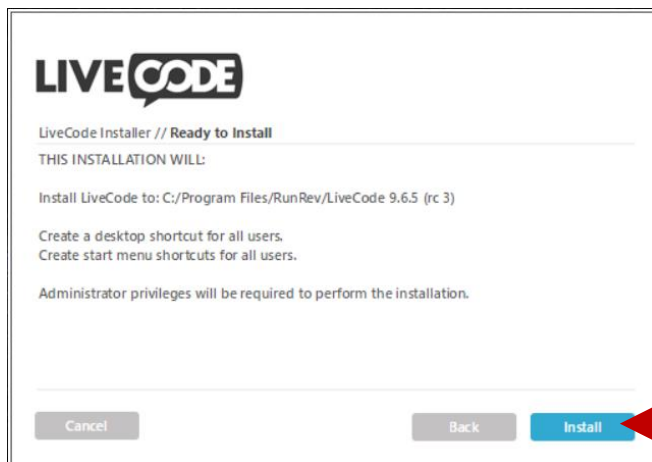 LIVECODE
LiveCode Installer // Ready to Install
THIS INSTALLATION WILL:
Install LiveCode to: C:/Program Files/RunRev/LiveCode 9.6.5 (rc 3)
Create a desktop shortcut for all users.
Create start menu shortcuts for all users.
Administrator privileges will be required to perform the installation.
Cancel Back Install